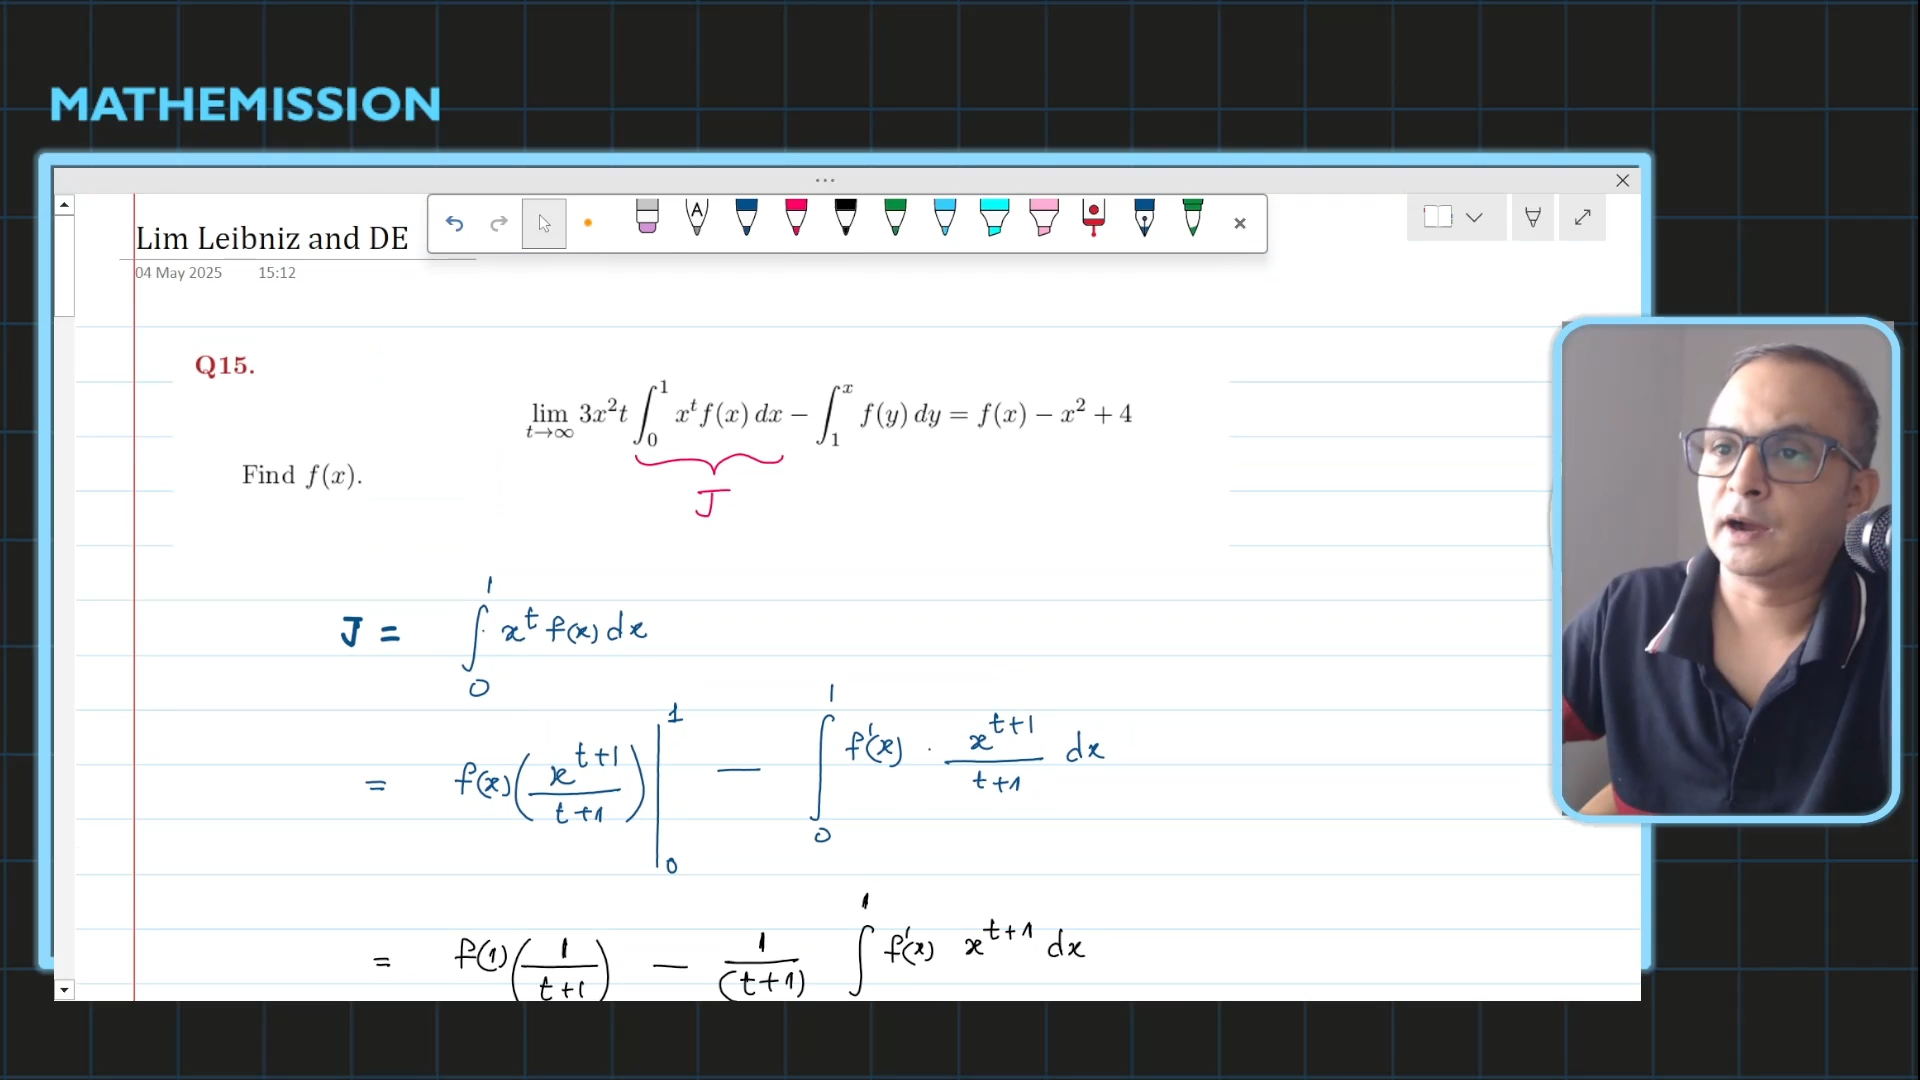 MATHEMISSION
Lim Leibniz and DE
04 May 2025 15:12
Q15.
lim_{t→∞} 3x²t ∫₀¹ xᵗ f(x) dx − ∫₁ˣ f(y) dy = f(x) − x² + 4
J
Find f(x).
J = ∫₀¹ xᵗ f(x) dx
= f(x) (x^{t+1}/(t+1)) |₀¹ − ∫₀¹ f'(x) · x^{t+1}/(t+1) dx
= f(1) (1/(t+1)) − 1/(t+1) ∫¹ f'(x) x^{t+1} dx